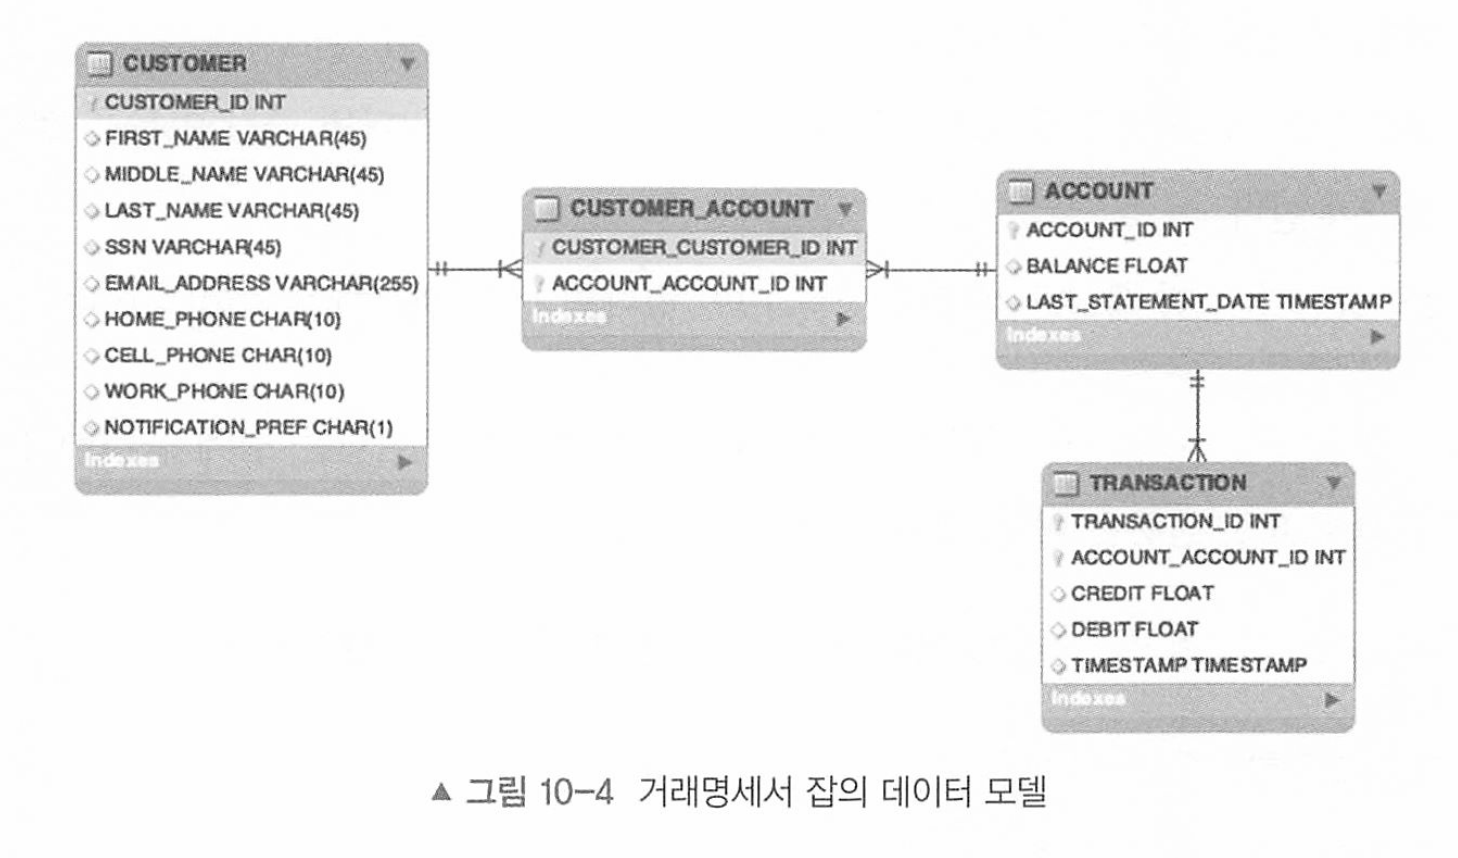 CUSTOMER
CUSTOMER_ID INT
FIRST_NAME VARCHAR(45)
MIDDLE_NAME VARCHAR(45)
LAST_NAME VARCHAR(45)
SSN VARCHAR(45)
EMAIL_ADDRESS VARCHAR(255)
HOME_PHONE CHAR(10)
CELL_PHONE CHAR(10)
WORK_PHONE CHAR(10)
NOTIFICATION_PREF CHAR(1)
Indexes
CUSTOMER_ACCOUNT
CUSTOMER_CUSTOMER_ID INT
ACCOUNT_ACCOUNT_ID INT
Indexes
ACCOUNT
ACCOUNT_ID INT
BALANCE FLOAT
LAST_STATEMENT_DATE TIMESTAMP
Indexes
TRANSACTION
TRANSACTION_ID INT
ACCOUNT_ACCOUNT_ID INT
CREDIT FLOAT
DEBIT FLOAT
TIMESTAMP TIMESTAMP
Indexes
▲ 그림 10-4 거래명세서 잡의 데이터 모델